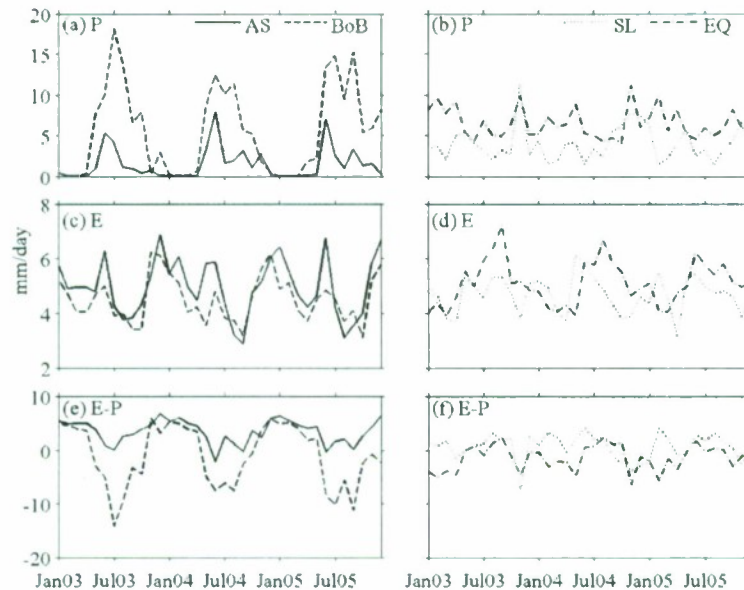 (a) P AS BoB
(b) P SL EQ
20
15
10
5
0
(c) E
(d) E
8
6
4
2
mm/day
(e) E-P
(f) E-P
10
0
-10
-20
Jan03 Jul03 Jan04 Jul04 Jan05 Jul05
Jan03 Jul03 Jan04 Jul04 Jan05 Jul05